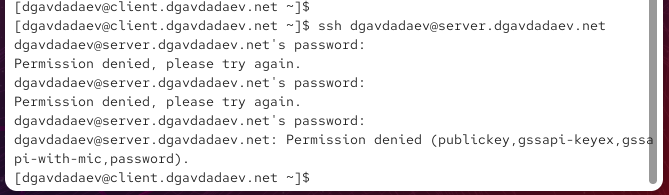 [dgavdadaev@client.dgavdadaev.net ~]$
[dgavdadaev@client.dgavdadaev.net ~]$ ssh dgavdadaev@server.dgavdadaev.net
dgavdadaev@server.dgavdadaev.net's password:
Permission denied, please try again.
dgavdadaev@server.dgavdadaev.net's password:
Permission denied, please try again.
dgavdadaev@server.dgavdadaev.net's password:
dgavdadaev@server.dgavdadaev.net: Permission denied (publickey,gssapi-keyex,gssa
pi-with-mic,password).
[dgavdadaev@client.dgavdadaev.net ~]$